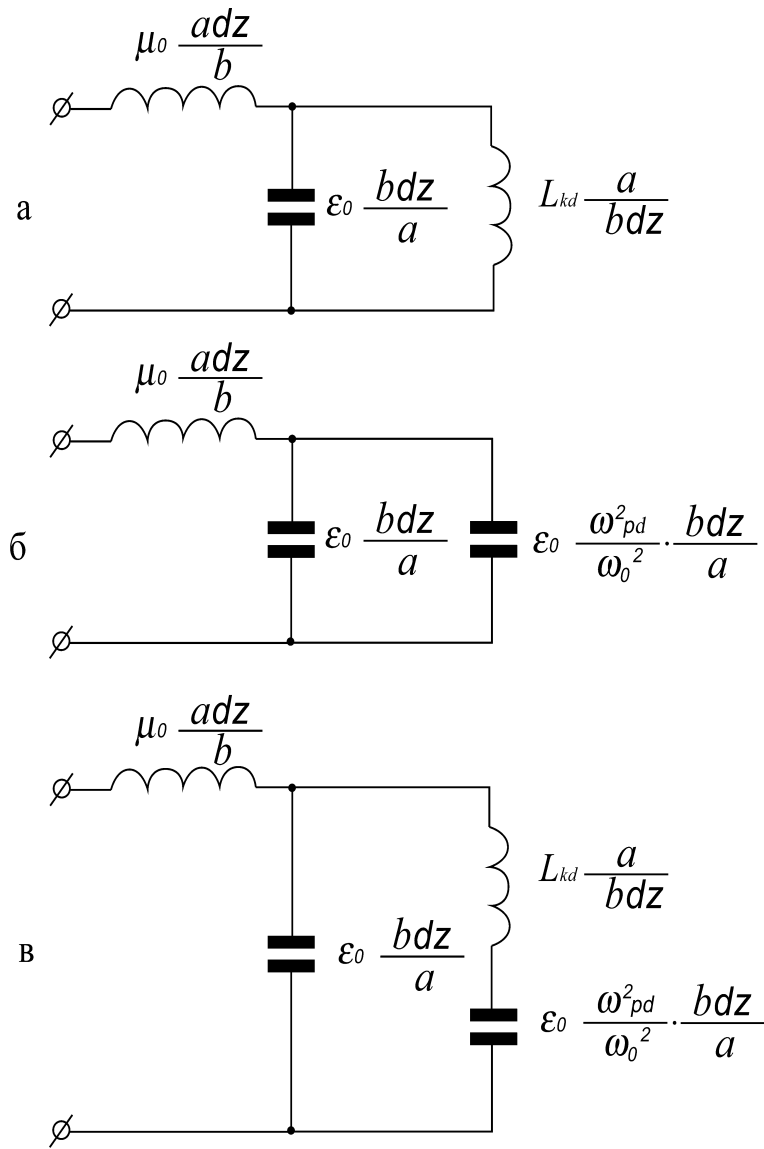 μ₀ adz/b
а
ε₀ bdz/a
L_kd a/bdz
μ₀ adz/b
б
ε₀ bdz/a
ε₀ ω²_pd/ω₀² · bdz/a
μ₀ adz/b
L_kd a/bdz
в
ε₀ bdz/a
ε₀ ω²_pd/ω₀² · bdz/a